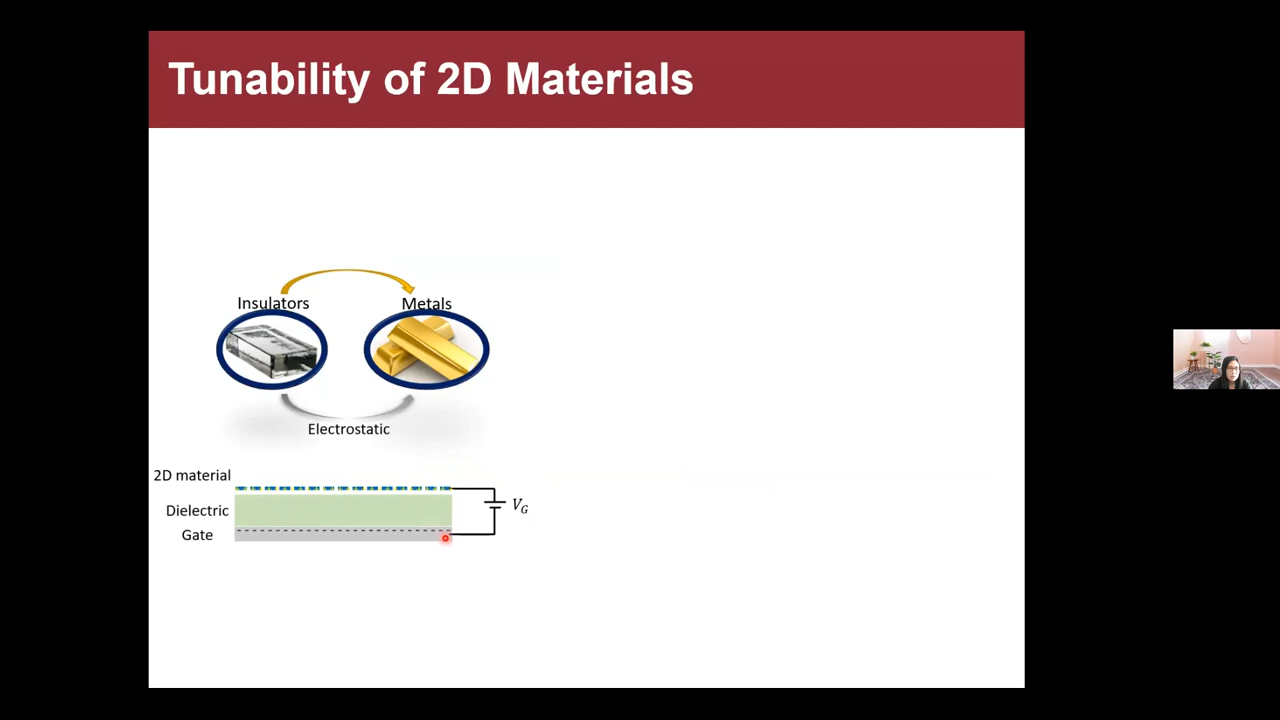 Tunability of 2D Materials
Insulators
Metals
Electrostatic
2D material
Dielectric
Gate
V_G